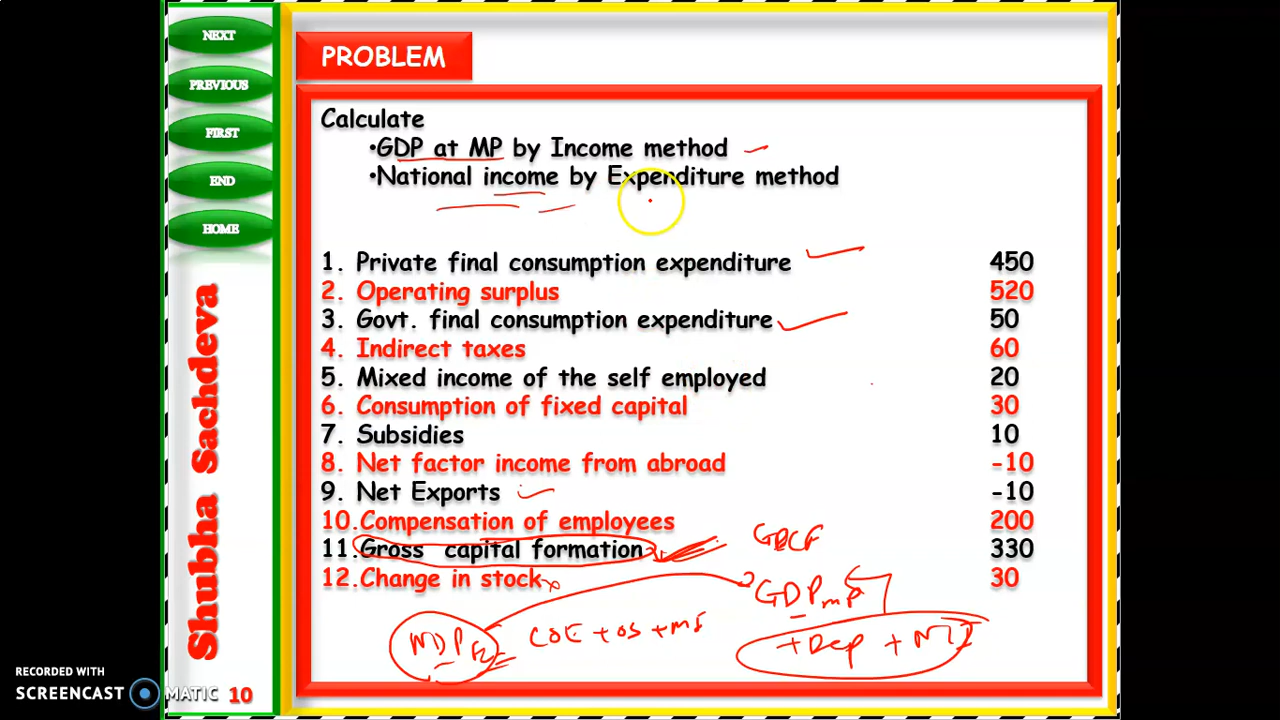 NEXT
PREVIOUS
FIRST
END
HOME
Shubha Sachdeva
PROBLEM
Calculate
•GDP at MP by Income method
•National income by Expenditure method
1. Private final consumption expenditure 450
2. Operating surplus 520
3. Govt. final consumption expenditure 50
4. Indirect taxes 60
5. Mixed income of the self employed 20
6. Consumption of fixed capital 30
7. Subsidies 10
8. Net factor income from abroad -10
9. Net Exports -10
10. Compensation of employees 200
11. Gross capital formation 330
GDCF
12. Change in stock 30
GDPMP
NDPFC = COE + OS + MI
+ Dep + NIT
RECORDED WITH
SCREENCAST MATIC 10